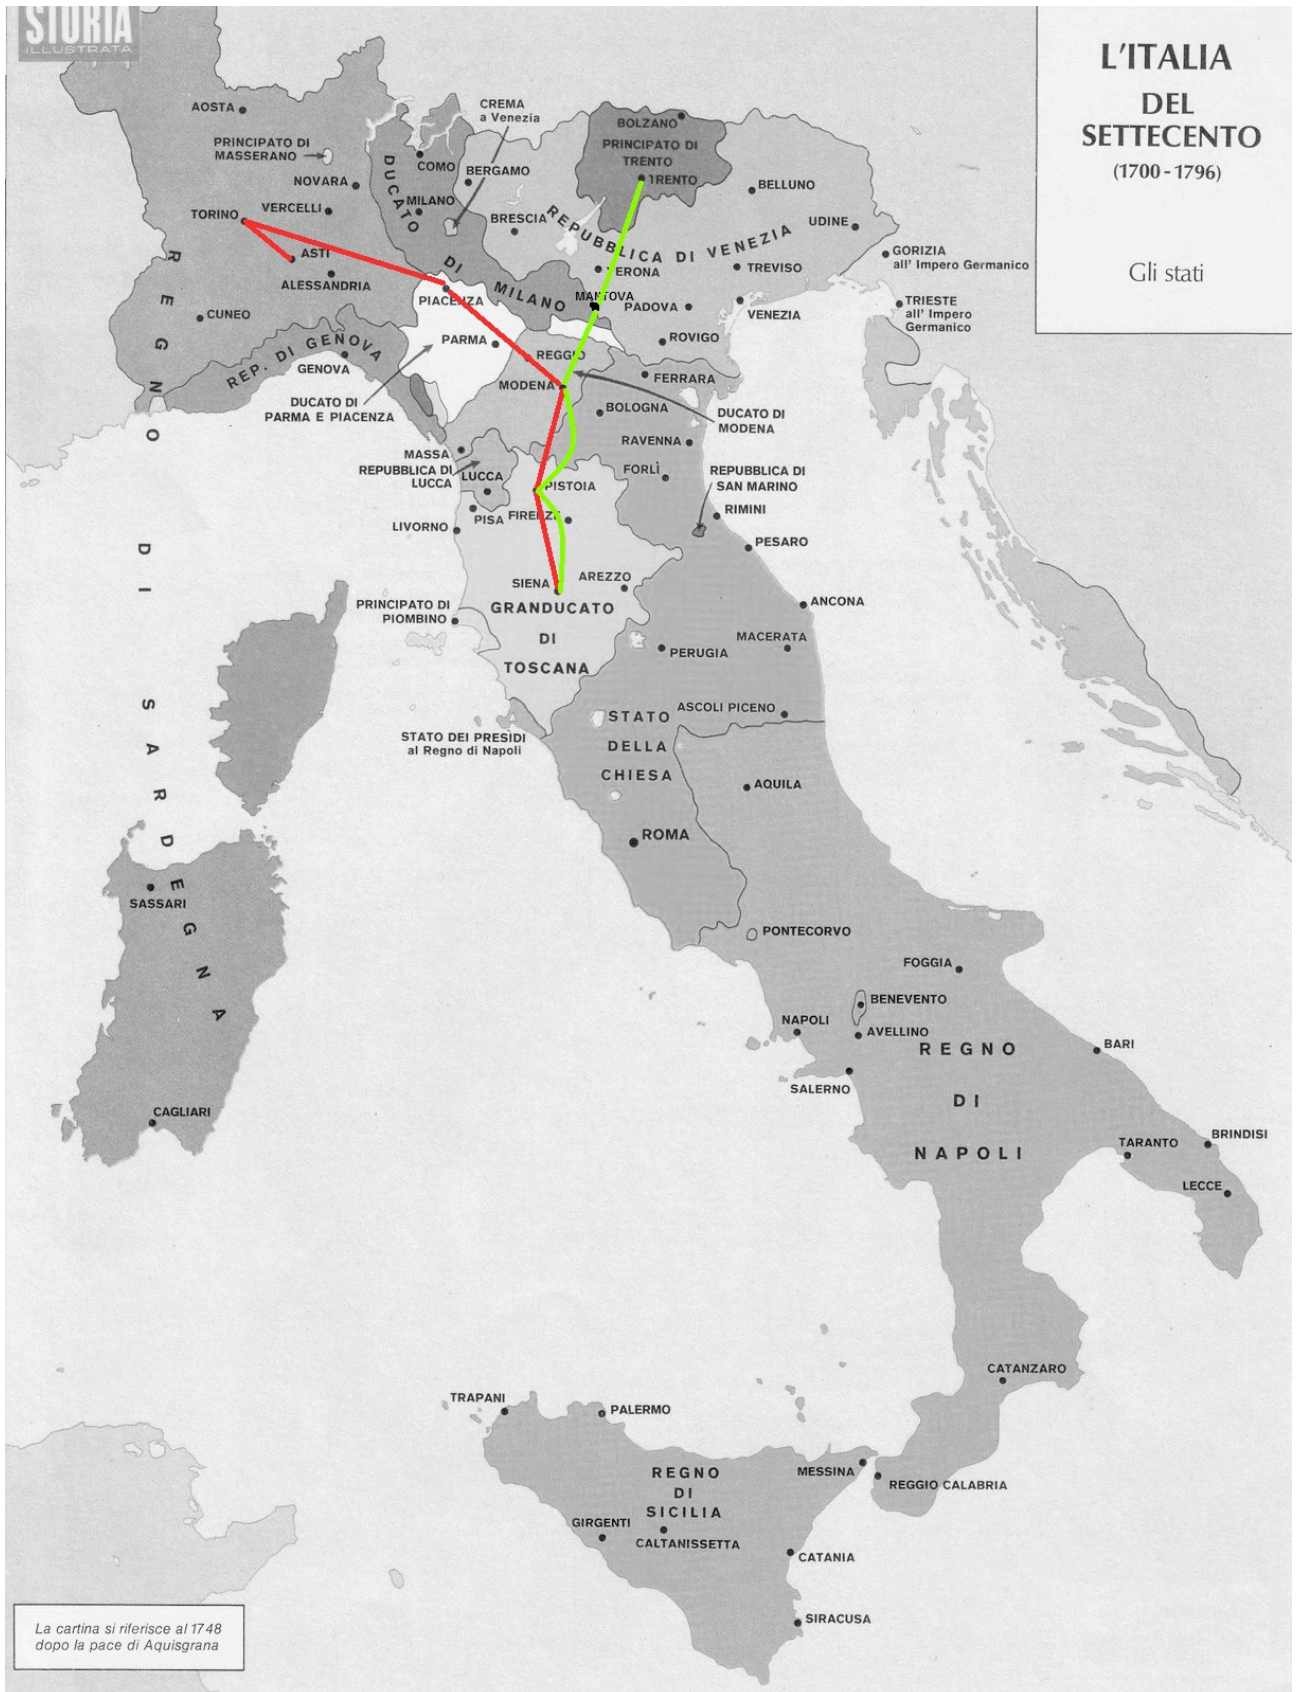 STORIA
ILLUSTRATA
L'ITALIA
DEL
SETTECENTO
(1700 - 1796)
Gli stati
AOSTA
CREMA
a Venezia
BOLZANO
PRINCIPATO DI
MASSERANO
PRINCIPATO DI
TRENTO
TRENTO
COMO
BERGAMO
NOVARA
BELLUNO
DUCATO
DI
MILANO
MILANO
VERCELLI
TORINO
BRESCIA
REPUBBLICA DI VENEZIA
UDINE
GORIZIA
all' Impero Germanico
ASTI
VERONA
TREVISO
ALESSANDRIA
PIACENZA
MANTOVA
PADOVA
VENEZIA
TRIESTE
all' Impero
Germanico
CUNEO
REP. DI GENOVA
GENOVA
PARMA
REGGIO
ROVIGO
MODENA
FERRARA
DUCATO DI
PARMA E PIACENZA
BOLOGNA
DUCATO DI
MODENA
RAVENNA
MASSA
REPUBBLICA DI
LUCCA
LUCCA
FORLÌ
REPUBBLICA DI
SAN MARINO
PISTOIA
PISA
FIRENZE
RIMINI
LIVORNO
PESARO
SIENA
AREZZO
PRINCIPATO DI
PIOMBINO
GRANDUCATO
DI
TOSCANA
ANCONA
MACERATA
PERUGIA
ASCOLI PICENO
STATO DEI PRESÌDI
al Regno di Napoli
STATO
DELLA
CHIESA
AQUILA
ROMA
REGNO DI SARDEGNA
SASSARI
CAGLIARI
PONTECORVO
FOGGIA
BENEVENTO
NAPOLI
AVELLINO
REGNO
DI
NAPOLI
BARI
SALERNO
TARANTO
BRINDISI
LECCE
CATANZARO
TRAPANI
PALERMO
MESSINA
REGGIO CALABRIA
REGNO
DI
SICILIA
GIRGENTI
CALTANISSETTA
CATANIA
SIRACUSA
La cartina si riferisce al 1748
dopo la pace di Aquisgrana